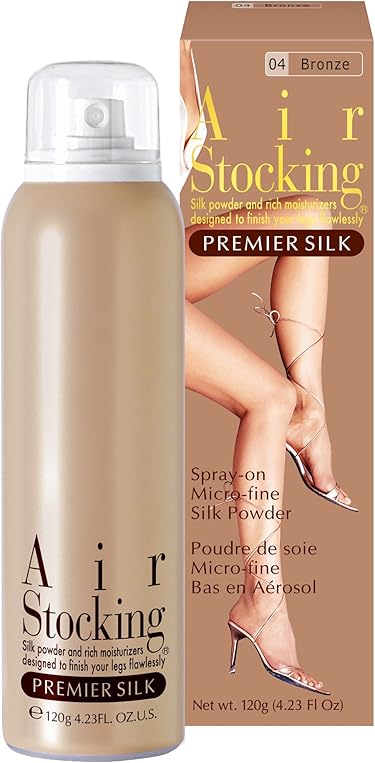 04 Bronze
Air
Stocking®
Silk powder and rich moisturizers
designed to finish your legs flawlessly
PREMIER SILK
Spray-on
Micro-fine
Silk Powder
Poudre de soie
Micro-fine
Bas en Aérosol
Net wt. 120g (4.23 Fl Oz)
Air
Stocking®
Silk powder and rich moisturizers
designed to finish your legs flawlessly
PREMIER SILK
℮120g 4.23FL. OZ.U.S.